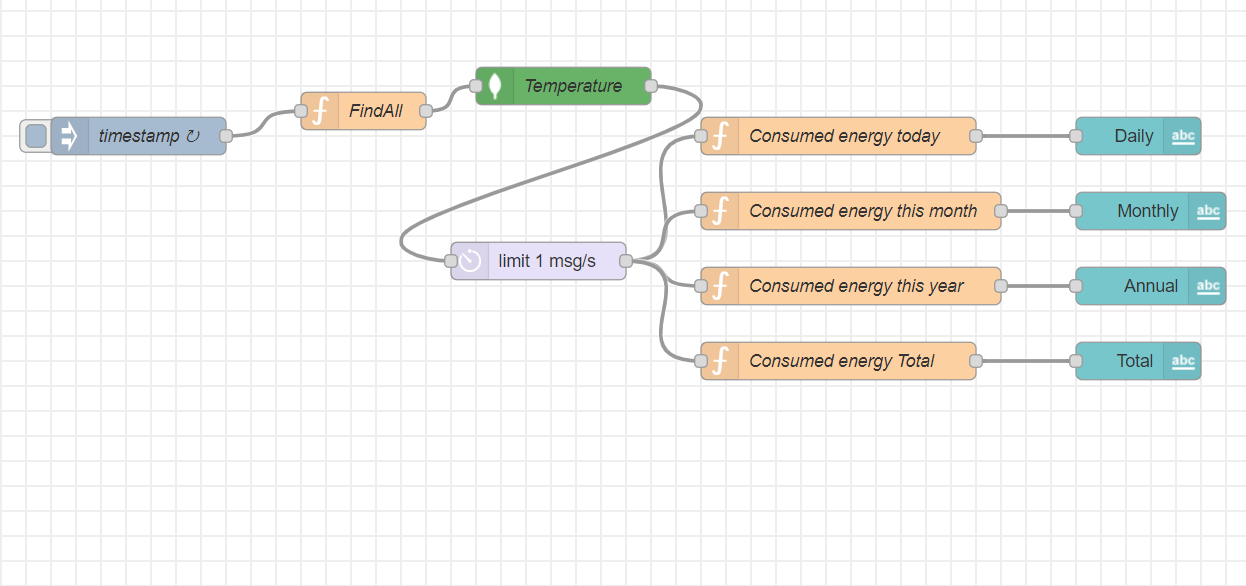 timestamp ↻
FindAll
Temperature
limit 1 msg/s
Consumed energy today
Daily
abc
Consumed energy this month
Monthly
abc
Consumed energy this year
Annual
abc
Consumed energy Total
Total
abc